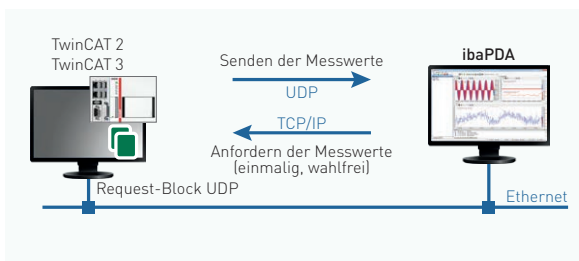 TwinCAT 2
TwinCAT 3
Senden der Messwerte
UDP
TCP/IP
Anfordern der Messwerte
(einmalig, wahlfrei)
ibaPDA
Request-Block UDP
Ethernet